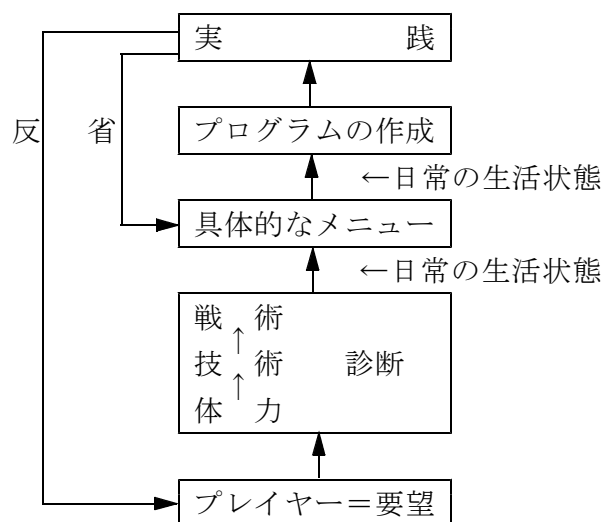 実 践
反 省
プログラムの作成
←日常の生活状態
具体的なメニュー
←日常の生活状態
戦 術
↑
技 術 診断
↑
体 力
プレイヤー＝要望